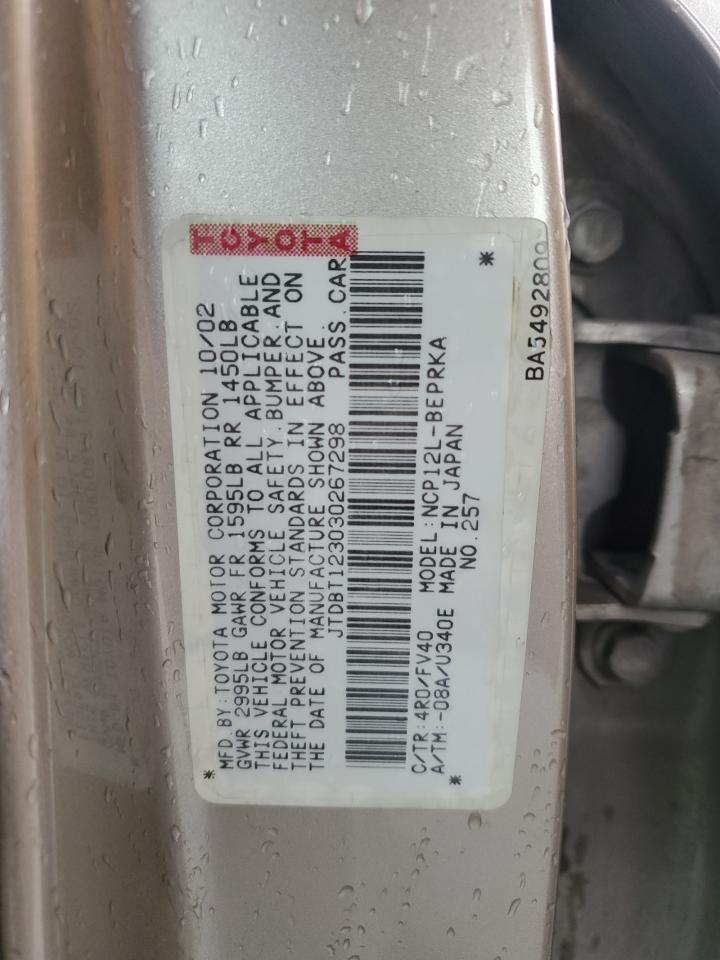 TOYOTA
MFD.BY:TOYOTA MOTOR CORPORATION 10/02
GVWR 2995LB GAWR FR 1595LB RR 1450LB
THIS VEHICLE CONFORMS TO ALL APPLICABLE
FEDERAL MOTOR VEHICLE SAFETY,BUMPER,AND
THEFT PREVENTION STANDARDS IN EFFECT ON
THE DATE OF MANUFACTURE SHOWN ABOVE.
JTDBT123030267298 PASS.CAR
C/TR:4R0/FV40 MODEL:NCP12L-BEPRKA
A/TM:-08A/U340E MADE IN JAPAN
* NO.257 *
BA5492809